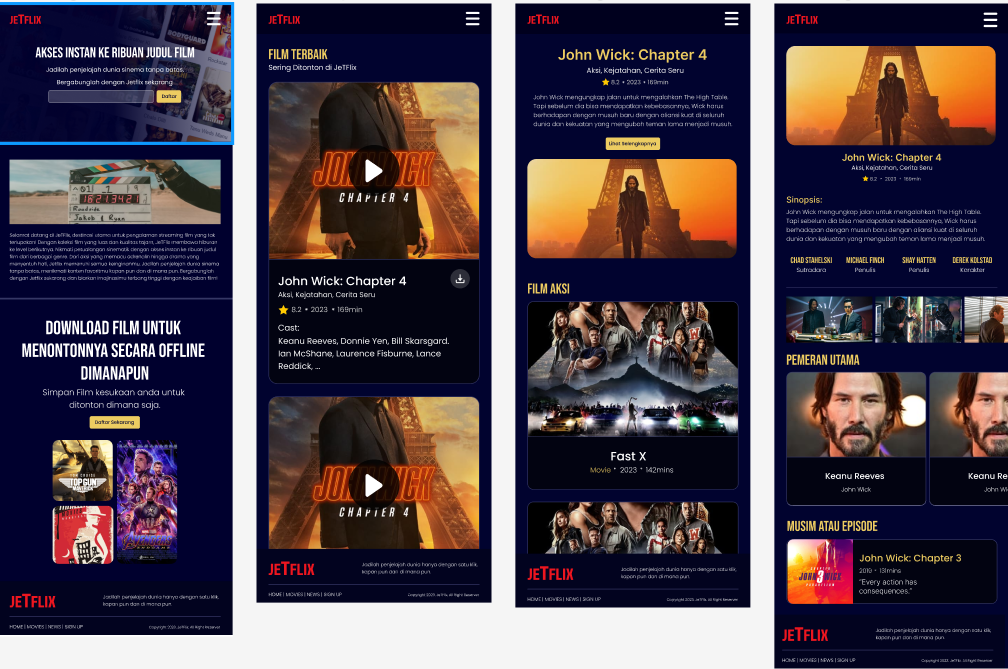 JETFLIX
BODYGUARD
AKSES INSTAN KE RIBUAN JUDUL FILM
Jadilah penjelajah dunia sinema tanpa batas.
Bergabunglah dengan Jetflix sekarang
Daftar
Selamat datang di JeTFlix, destinasi utama untuk pengalaman streaming film yang tak
tersempurnakan
DOWNLOAD FILM UNTUK
MENONTONNYA SECARA OFFLINE
DIMANAPUN
Simpan Film kesukaan anda untuk
ditonton dimana saja.
Daftar Sekarang
TOP GUN
MAVERICK
AVENGERS
JETFLIX
Jadilah penjelajah dunia hanya dengan satu klik,
kapan pun dan di mana pun.
HOME | MOVIES | NEWS | SIGN UP
Copyright 2023, JeTFlix, All Right Reserved
JETFLIX
FILM TERBAIK
Sering Ditonton di JeTFlix
JOHN WICK
CHAPTER 4
John Wick: Chapter 4
Aksi, Kejatahan, Cerita Seru
8.2 • 2023 • 169min
Cast:
Keanu Reeves, Donnie Yen, Bill Skarsgard.
Ian McShane, Laurence Fisburne, Lance
Reddick, ...
JOHN WICK
CHAPTER 4
JETFLIX
Jadilah penjelajah dunia hanya dengan satu klik,
kapan pun dan di mana pun.
HOME | MOVIES | NEWS | SIGN UP
Copyright 2023, JeTFlix, All Right Reserved
JETFLIX
John Wick: Chapter 4
Aksi, Kejatahan, Cerita Seru
8.2 • 2023 • 169min
John Wick mengungkap jalan untuk mengalahkan The High Table.
Tapi sebelum dia bisa mendapatkan kebebasannya, Wick harus
berhadapan dengan musuh baru dengan aliansi kuat di seluruh
dunia dan kekuatan yang mengubah teman lama menjadi musuh.
Lihat Selengkapnya
FILM AKSI
Fast X
Movie • 2023 • 142mins
JETFLIX
Jadilah penjelajah dunia hanya dengan satu klik,
kapan pun dan di mana pun.
HOME | MOVIES | NEWS | SIGN UP
Copyright 2023, JeTFlix, All Right Reserved
JETFLIX
John Wick: Chapter 4
Aksi, Kejatahan, Cerita Seru
8.2 • 2023 • 169min
Sinopsis:
John Wick mengungkap jalan untuk mengalahkan The High Table.
Tapi sebelum dia bisa mendapatkan kebebasannya, Wick harus
berhadapan dengan musuh baru dengan aliansi kuat di seluruh
dunia dan kekuatan yang mengubah teman lama menjadi musuh.
CHAD STAHELSKI MICHAEL FINCH SHAY HATTEN DEREK KOLSTAD
Sutradara Penulis Penulis Karakter
PEMERAN UTAMA
Keanu Reeves
John Wick
Keanu Re
John Wi
MUSIM ATAU EPISODE
John Wick: Chapter 3
2019 • 131mins
"Every action has
consequences."
JETFLIX
Jadilah penjelajah dunia hanya dengan satu klik,
kapan pun dan di mana pun.
HOME | MOVIES | NEWS | SIGN UP
Copyright 2023, JeTFlix, All Right Reserved